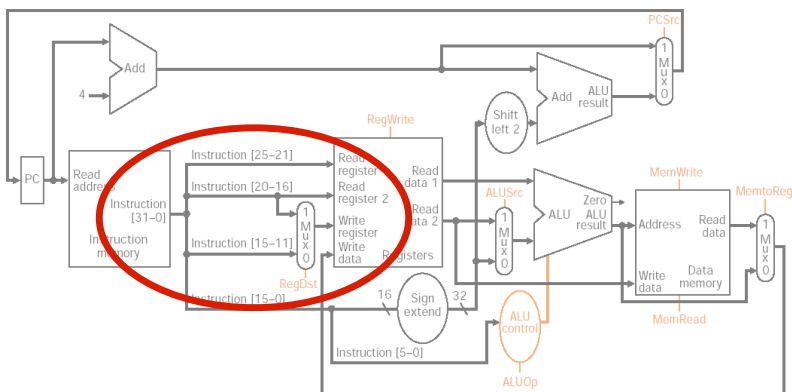 PCSrc
1
M
u
x
0
Add
4
Add
ALU
result
Shift
left 2
RegWrite
Instruction [25–21]
Read
register
Read
data 1
PC
Read
address
Instruction [20–16]
Read
register 2
Instruction
[31–0]
Instruction
memory
1
Mux
0
Write
register
Write
data
Read
data 2
Registers
Instruction [15–11]
RegDst
ALUSrc
1
M
u
x
0
ALU
Zero
ALU
result
MemWrite
Address
Read
data
Write
data
Data
memory
MemRead
MemtoReg
1
M
u
x
0
Instruction [15–0]
16
Sign
extend
32
ALU
control
Instruction [5–0]
ALUOp